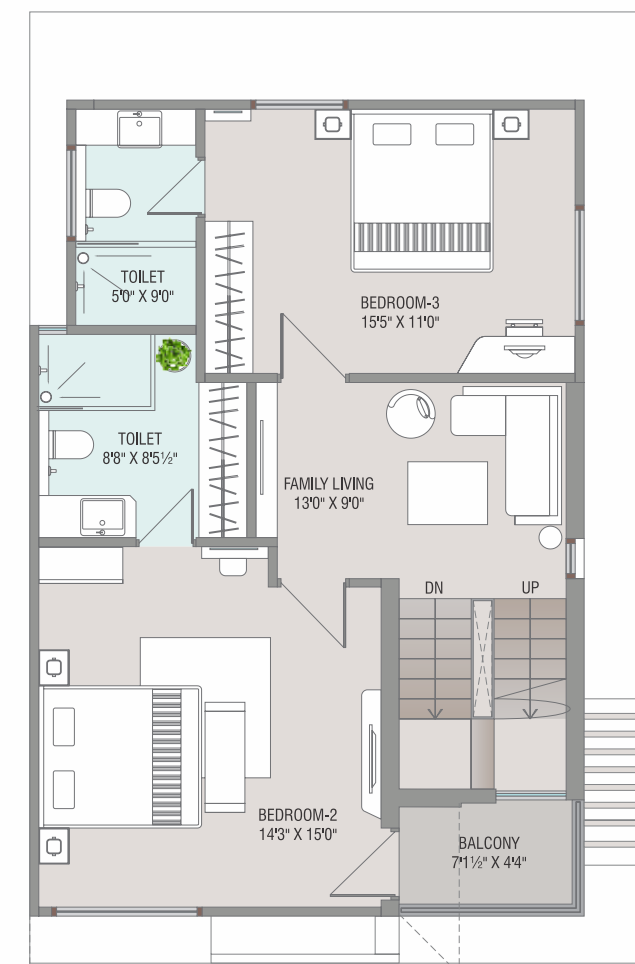 TOILET
5'0" X 9'0"
BEDROOM-3
15'5" X 11'0"
TOILET
8'8" X 8'5½"
FAMILY LIVING
13'0" X 9'0"
DN
UP
BEDROOM-2
14'3" X 15'0"
BALCONY
7'1½" X 4'4"